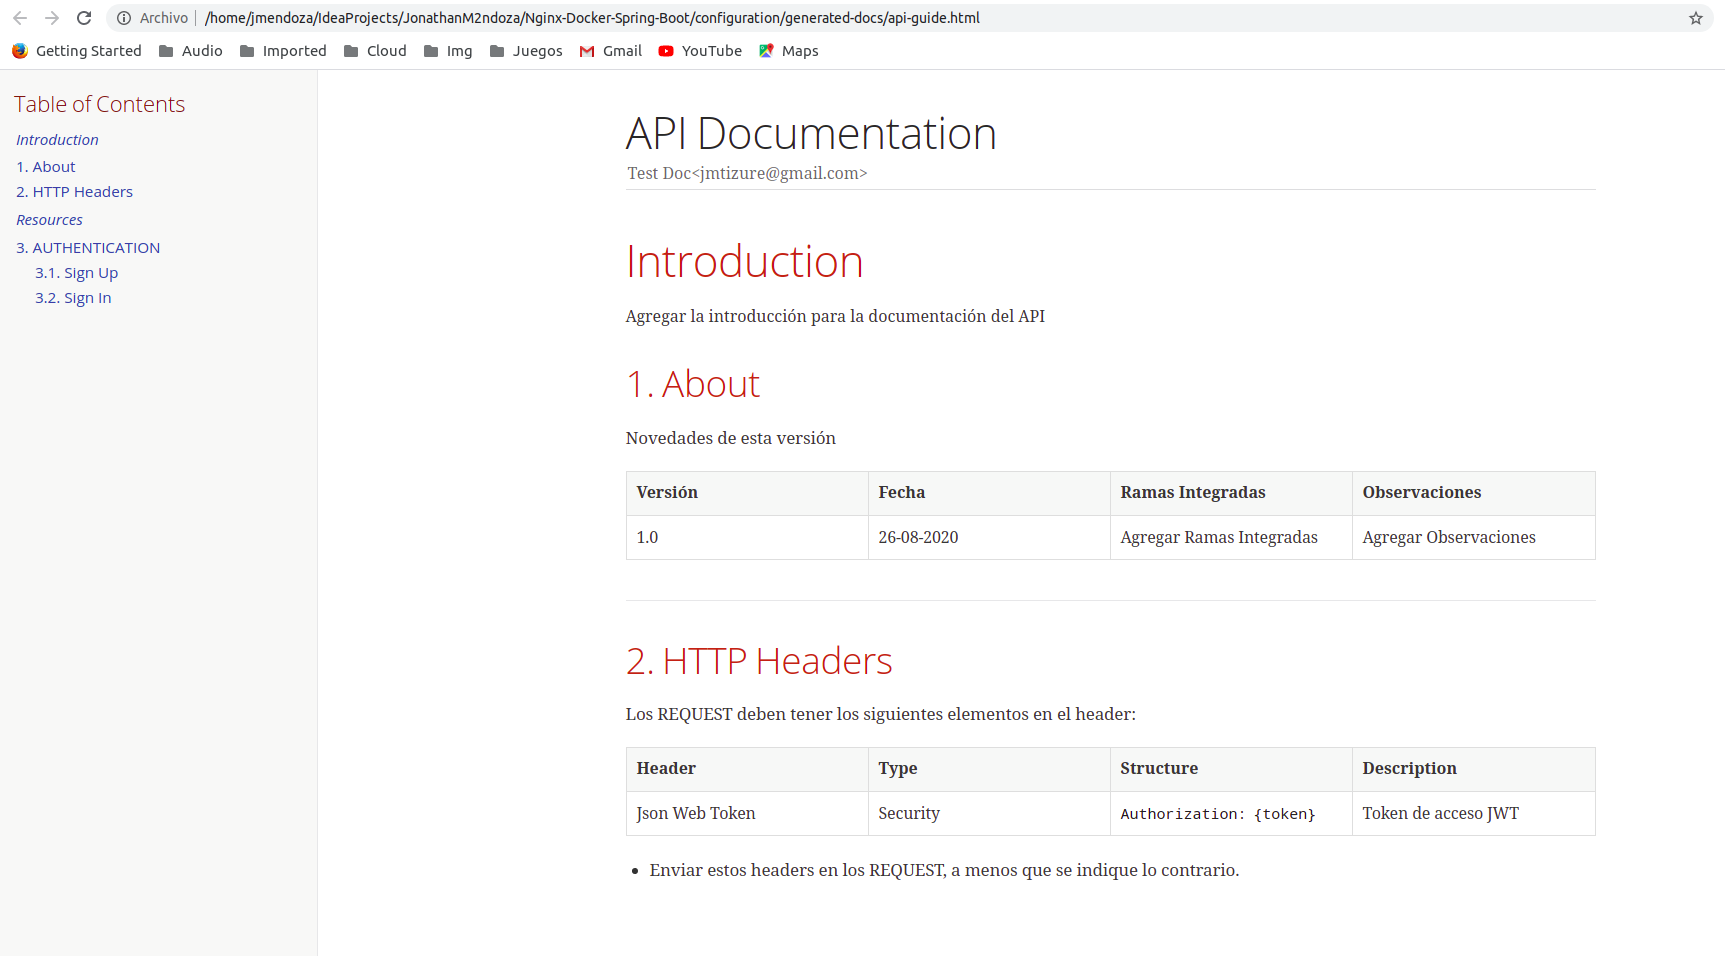 Archivo /home/jmendoza/IdeaProjects/JonathanM2ndoza/Nginx-Docker-Spring-Boot/configuration/generated-docs/api-guide.html
Getting Started Audio Imported Cloud Img Juegos Gmail YouTube Maps
Table of Contents
Introduction
1. About
2. HTTP Headers
Resources
3. AUTHENTICATION
3.1. Sign Up
3.2. Sign In
API Documentation
Test Doc<jmtizure@gmail.com>
Introduction
Agregar la introducción para la documentación del API
1. About
Novedades de esta versión
Versión Fecha Ramas Integradas Observaciones
1.0 26-08-2020 Agregar Ramas Integradas Agregar Observaciones
2. HTTP Headers
Los REQUEST deben tener los siguientes elementos en el header:
Header Type Structure Description
Json Web Token Security Authorization: {token} Token de acceso JWT
• Enviar estos headers en los REQUEST, a menos que se indique lo contrario.